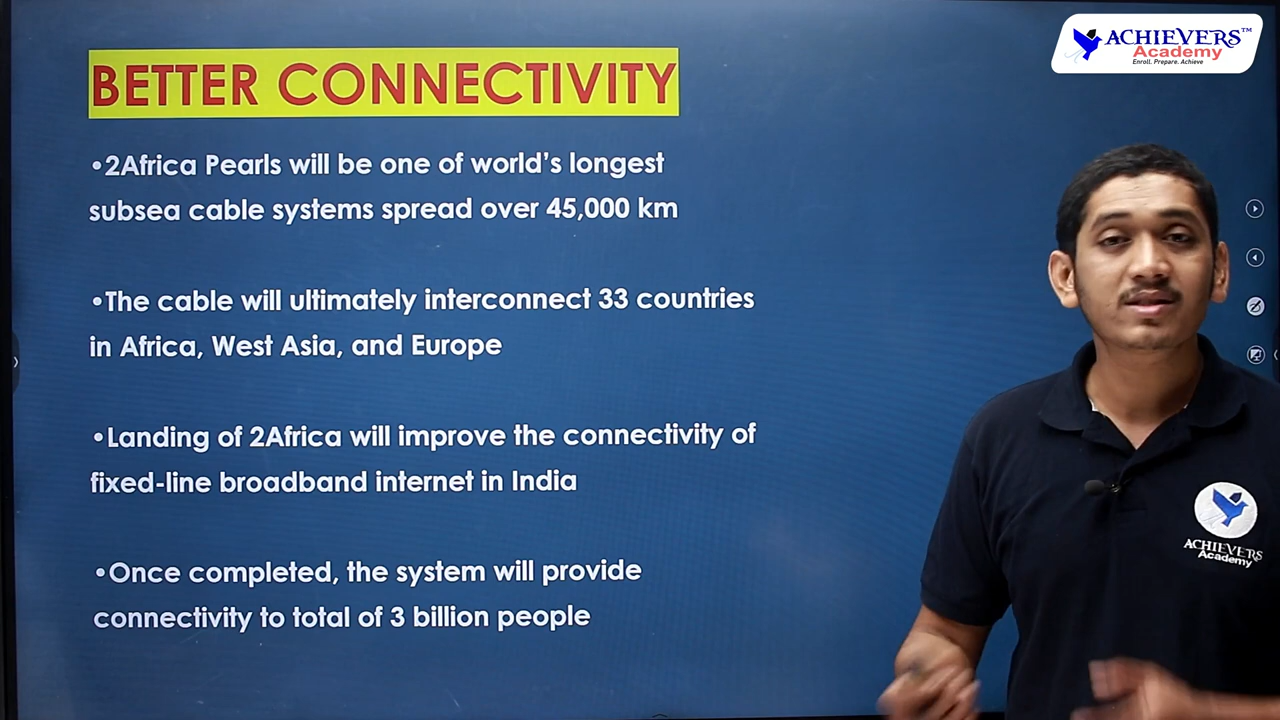 ACHIEVERS™
Academy
Enroll. Prepare. Achieve
BETTER CONNECTIVITY
•2Africa Pearls will be one of world's longest
subsea cable systems spread over 45,000 km
•The cable will ultimately interconnect 33 countries
in Africa, West Asia, and Europe
•Landing of 2Africa will improve the connectivity of
fixed-line broadband internet in India
•Once completed, the system will provide
connectivity to total of 3 billion people
ACHIEVERS
Academy